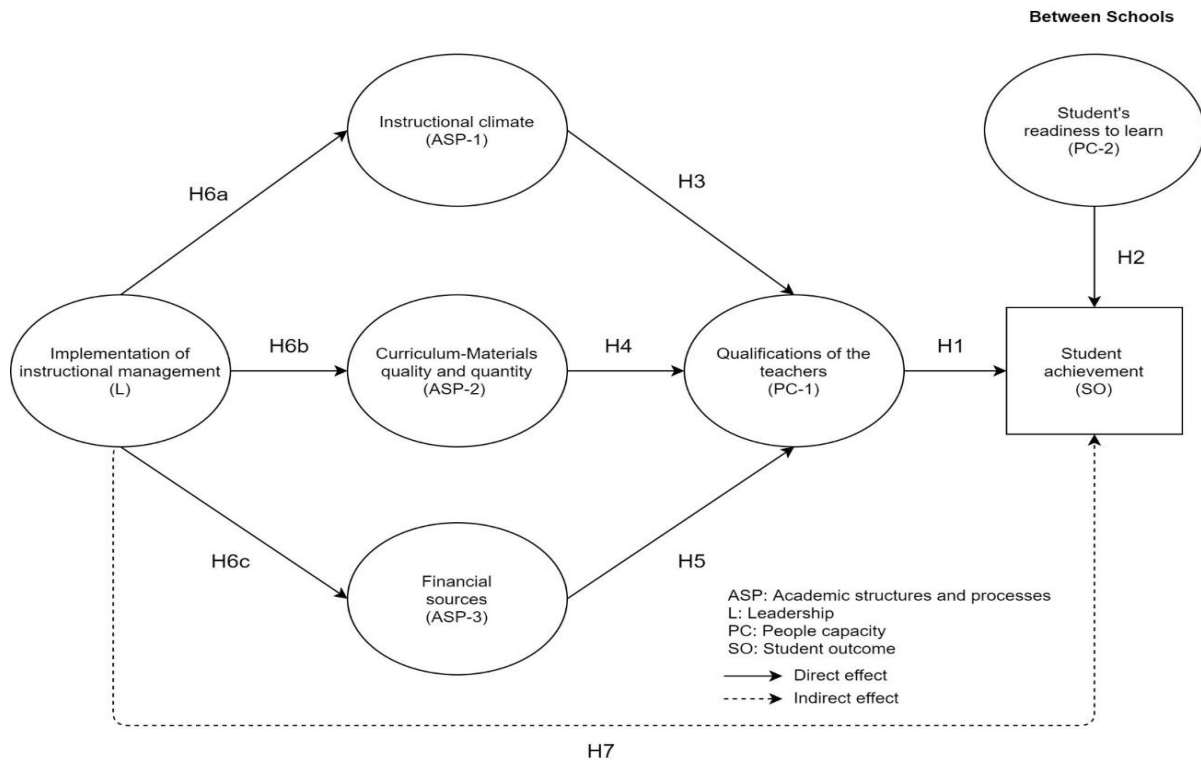 Between Schools
Instructional climate
(ASP-1)
Student's
readiness to learn
(PC-2)
H6a
H3
H2
Implementation of
instructional management
(L)
H6b
Curriculum-Materials
quality and quantity
(ASP-2)
H4
Qualifications of the
teachers
(PC-1)
H1
Student
achievement
(SO)
H6c
H5
Financial
sources
(ASP-3)
ASP: Academic structures and processes
L: Leadership
PC: People capacity
SO: Student outcome
Direct effect
Indirect effect
H7